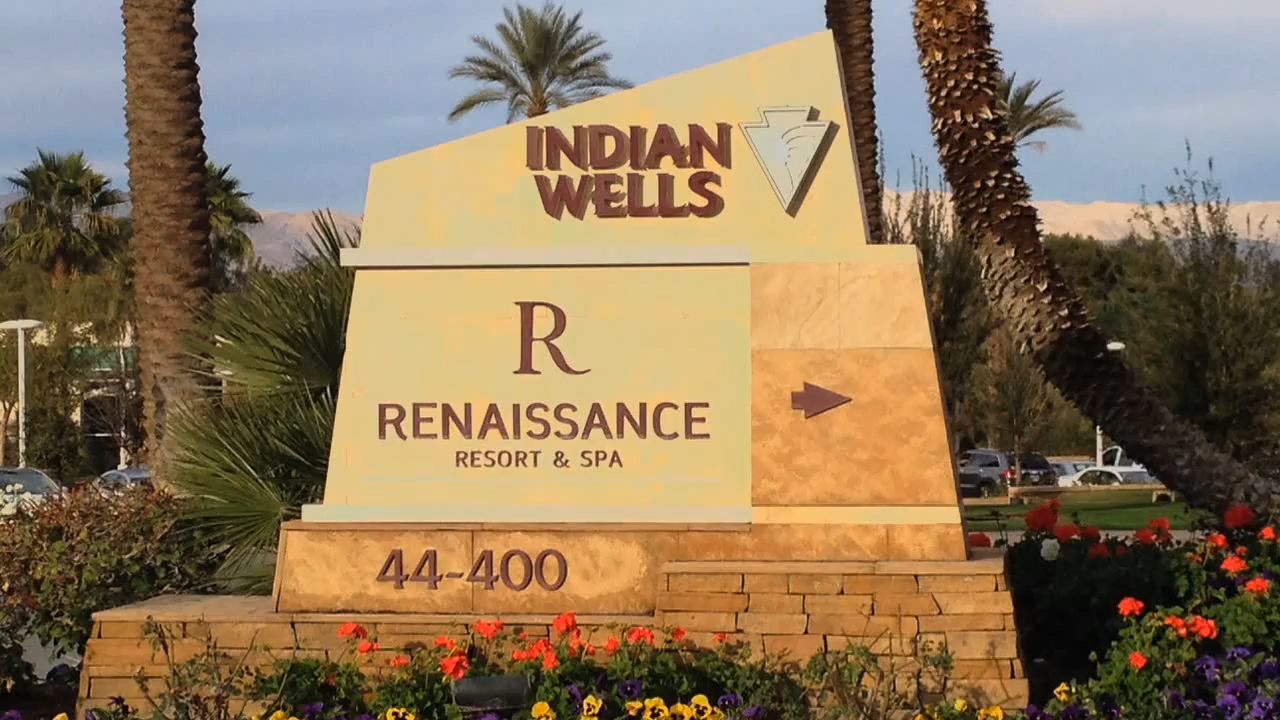 INDIAN
WELLS
R
RENAISSANCE
RESORT & SPA
44-400